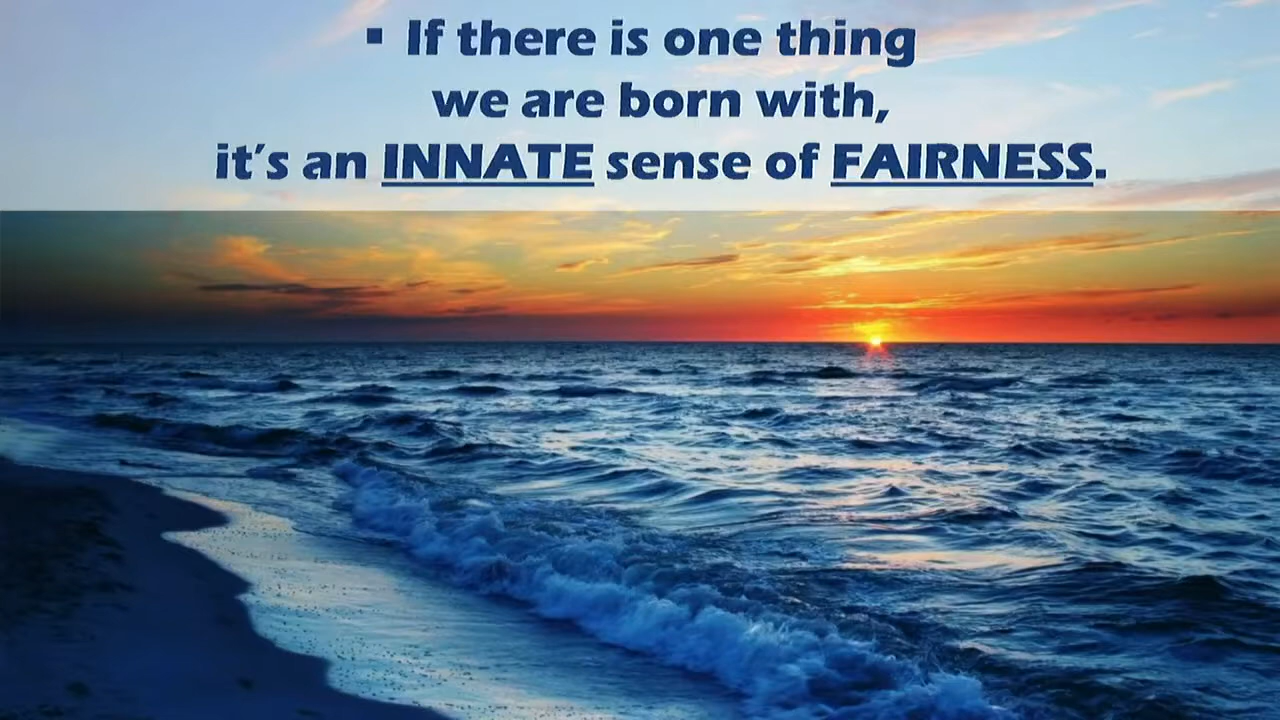 ▪ If there is one thing
we are born with,
it's an INNATE sense of FAIRNESS.